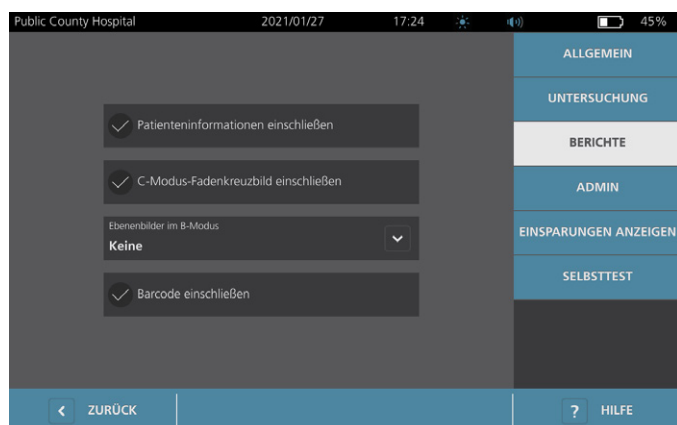 Public County Hospital 2021/01/27 17:24 45%
ALLGEMEIN
UNTERSUCHUNG
BERICHTE
ADMIN
EINSPARUNGEN ANZEIGEN
SELBSTTEST
Patienteninformationen einschließen
C-Modus-Fadenkreuzbild einschließen
Ebenenbilder im B-Modus
Keine
Barcode einschließen
ZURÜCK
? HILFE